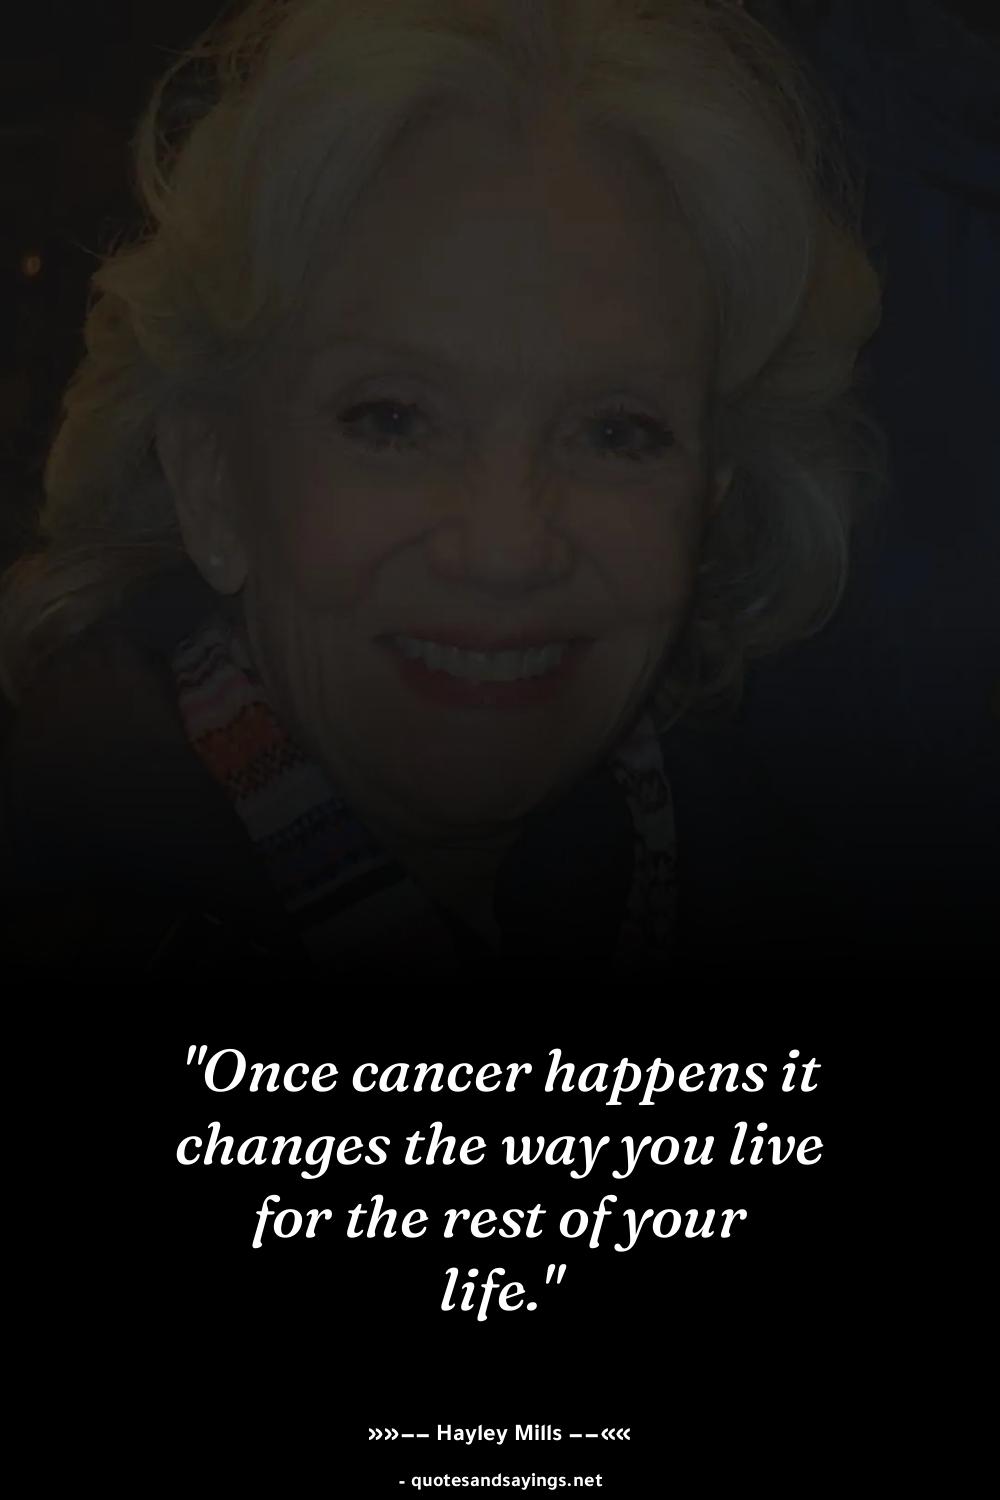 "Once cancer happens it
changes the way you live
for the rest of your
life."
»»−− Hayley Mills −−««
- quotesandsayings.net